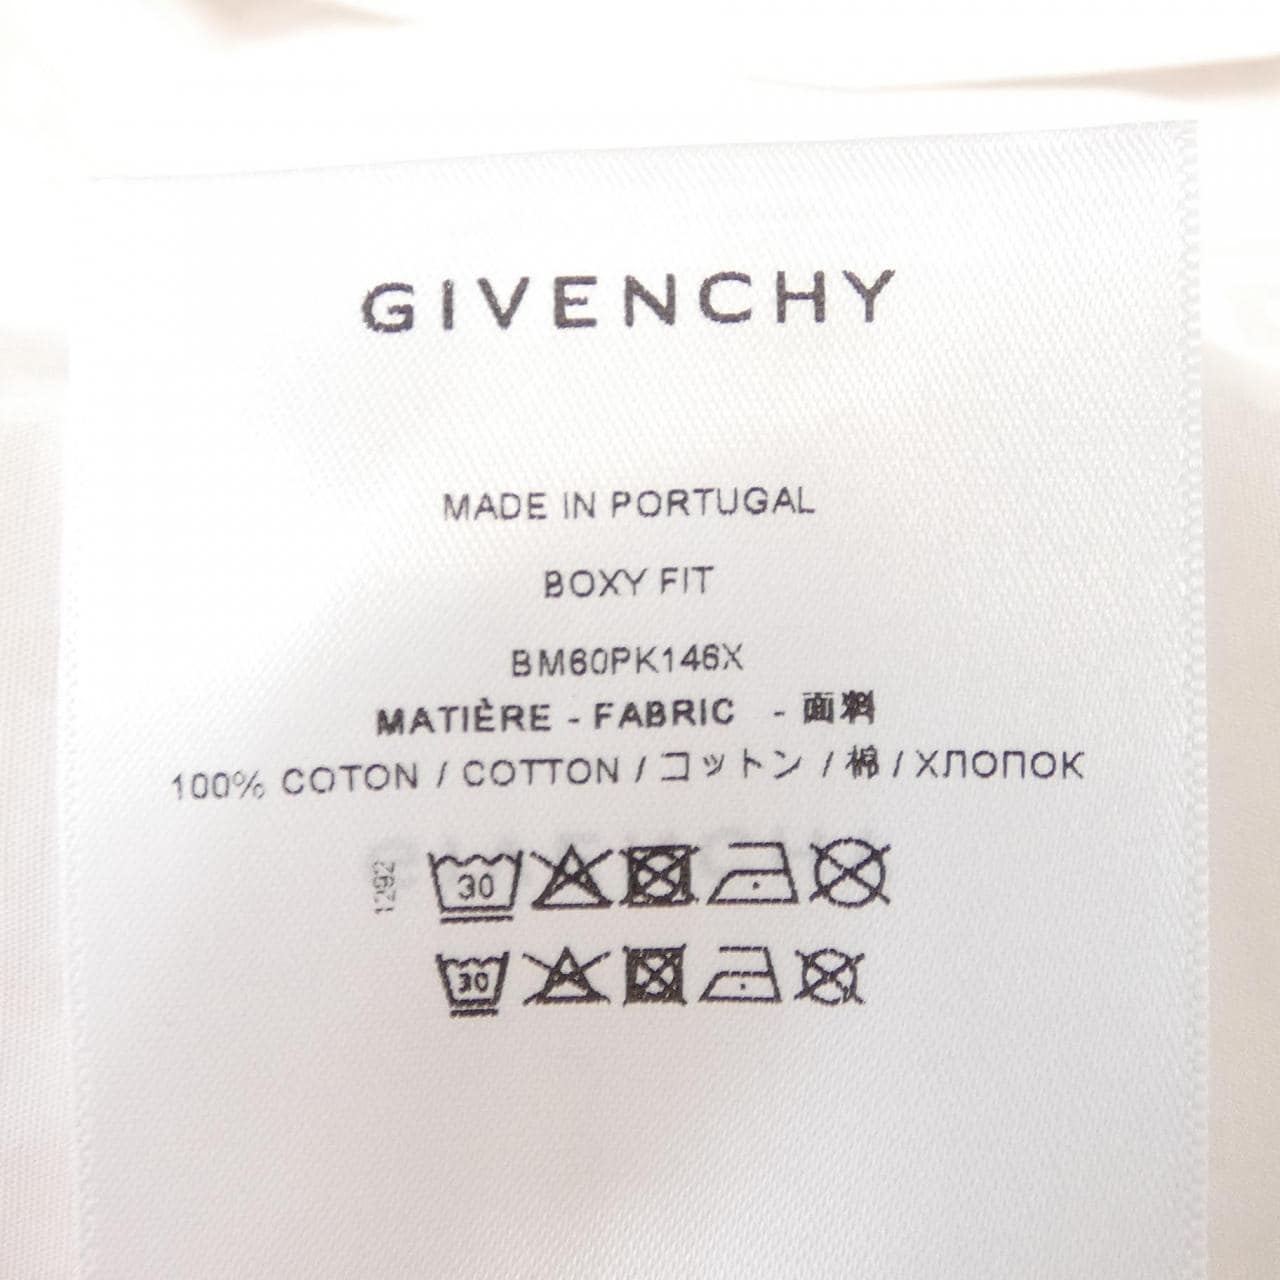 GIVENCHY
MADE IN PORTUGAL
BOXY FIT
BM60PK146X
MATIÈRE - FABRIC - 面料
100% COTON / COTTON / コットン / 棉 / ХЛОПОК
1292
30
30